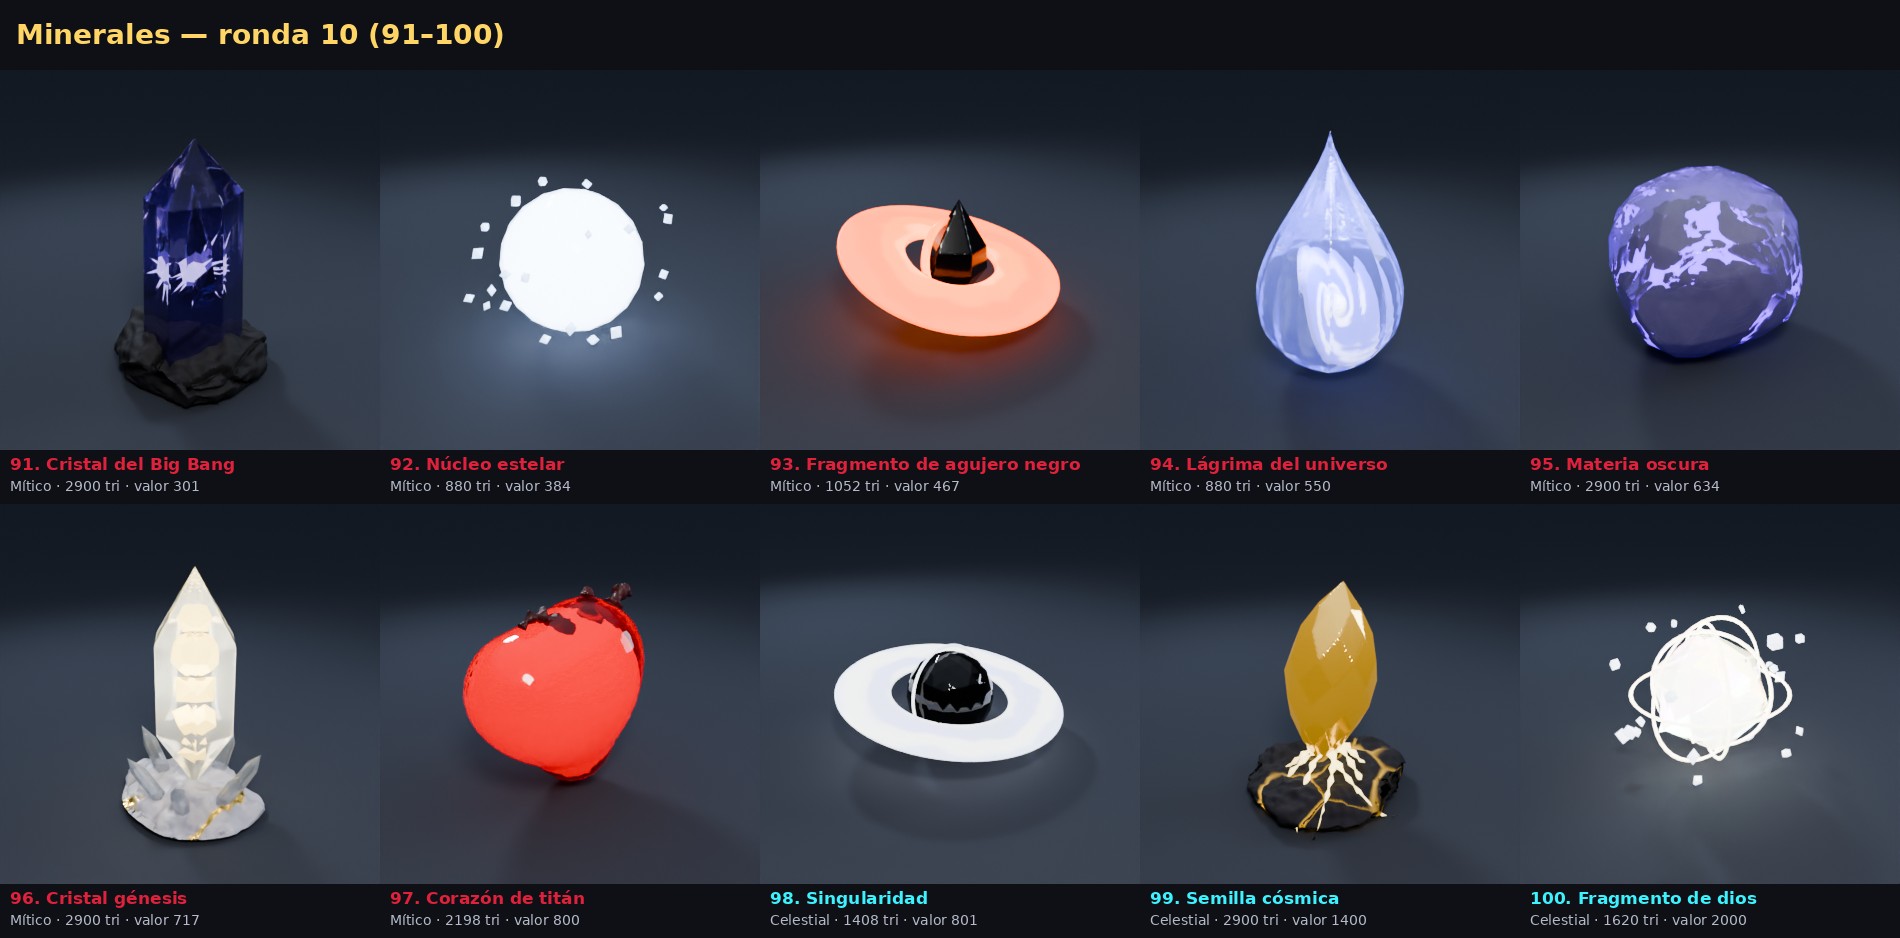 Minerales — ronda 10 (91–100)
91. Cristal del Big Bang
Mítico · 2900 tri · valor 301
92. Núcleo estelar
Mítico · 880 tri · valor 384
93. Fragmento de agujero negro
Mítico · 1052 tri · valor 467
94. Lágrima del universo
Mítico · 880 tri · valor 550
95. Materia oscura
Mítico · 2900 tri · valor 634
96. Cristal génesis
Mítico · 2900 tri · valor 717
97. Corazón de titán
Mítico · 2198 tri · valor 800
98. Singularidad
Celestial · 1408 tri · valor 801
99. Semilla cósmica
Celestial · 2900 tri · valor 1400
100. Fragmento de dios
Celestial · 1620 tri · valor 2000